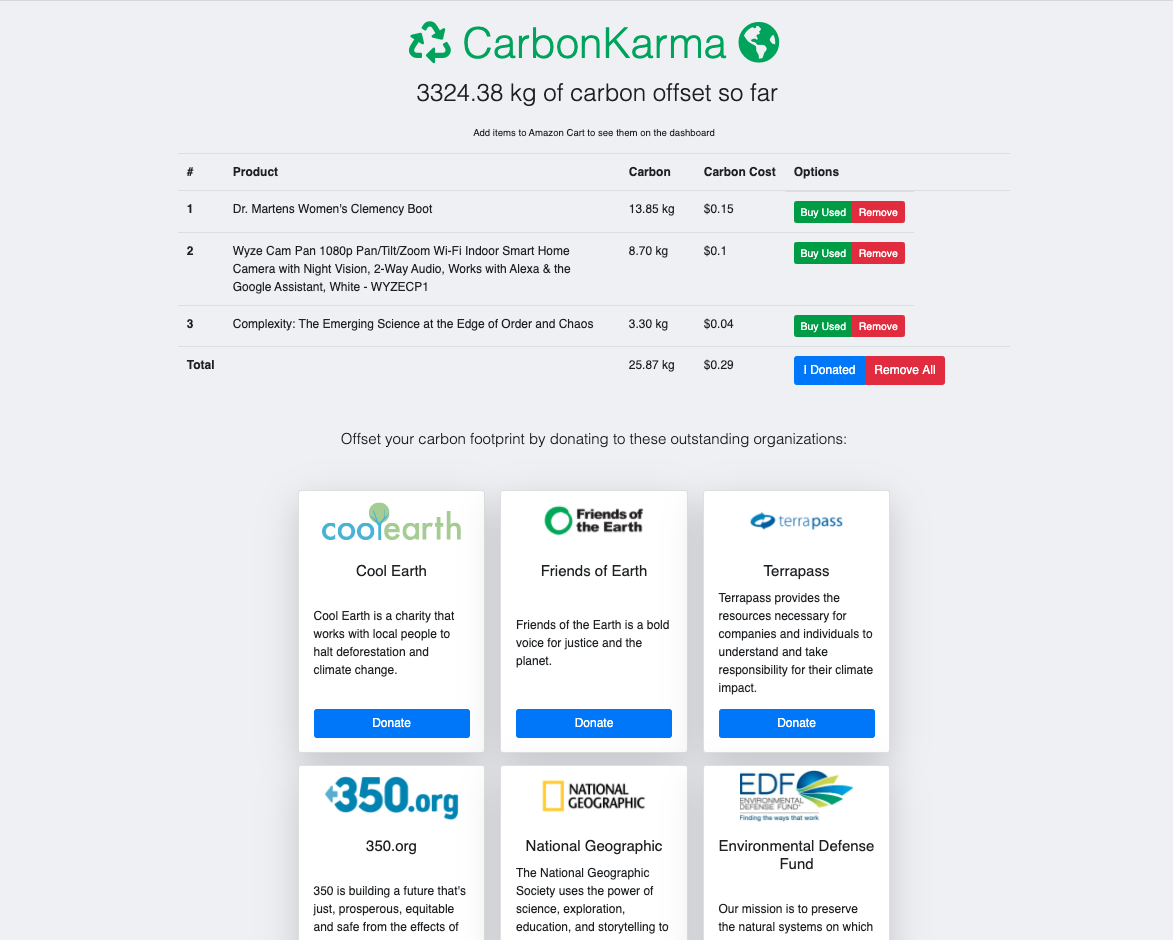 CarbonKarma
3324.38 kg of carbon offset so far
Add items to Amazon Cart to see them on the dashboard
# Product Carbon Carbon Cost Options
1 Dr. Martens Women's Clemency Boot 13.85 kg $0.15 Buy Used Remove
2 Wyze Cam Pan 1080p Pan/Tilt/Zoom Wi-Fi Indoor Smart Home 8.70 kg $0.1 Buy Used Remove
Camera with Night Vision, 2-Way Audio, Works with Alexa & the
Google Assistant, White - WYZECP1
3 Complexity: The Emerging Science at the Edge of Order and Chaos 3.30 kg $0.04 Buy Used Remove
Total 25.87 kg $0.29 I Donated Remove All
Offset your carbon footprint by donating to these outstanding organizations:
coolearth
Cool Earth
Cool Earth is a charity that
works with local people to
halt deforestation and
climate change.
Donate
Friends of
the Earth
Friends of Earth
Friends of the Earth is a bold
voice for justice and the
planet.
Donate
terrapass
Terrapass
Terrapass provides the
resources necessary for
companies and individuals to
understand and take
responsibility for their climate
impact.
Donate
350.org
350.org
350 is building a future that's
just, prosperous, equitable
and safe from the effects of
NATIONAL
GEOGRAPHIC
National Geographic
The National Geographic
Society uses the power of
science, exploration,
education, and storytelling to
EDF
ENVIRONMENTAL
DEFENSE FUND
Finding the ways that work
Environmental Defense
Fund
Our mission is to preserve
the natural systems on which